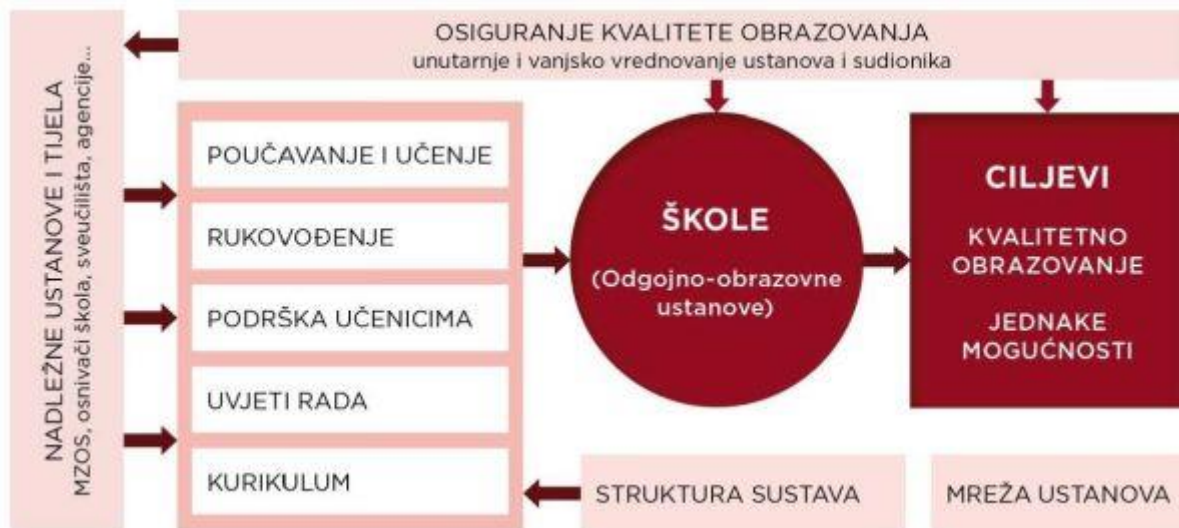 OSIGURANJE KVALITETE OBRAZOVANJA
unutarnje i vanjsko vrednovanje ustanova i sudionika
NADLEŽNE USTANOVE I TIJELA
MZOS, osnivači škola, sveučilišta, agencije...
POUČAVANJE I UČENJE
RUKOVOĐENJE
PODRŠKA UČENICIMA
UVJETI RADA
KURIKULUM
ŠKOLE
(Odgojno-obrazovne
ustanove)
CILJEVI
KVALITETNO
OBRAZOVANJE
JEDNAKE
MOGUĆNOSTI
STRUKTURA SUSTAVA
MREŽA USTANOVA